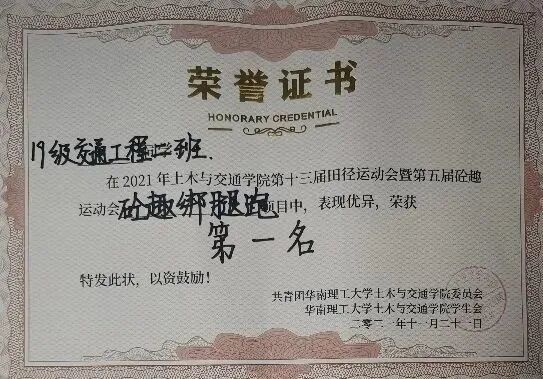 荣誉证书
HONORARY CREDENTIAL
19级交通工程二班:
在2021年土木与交通学院第十三届田径运动会暨第五届砼趣
运动会 砼趣绑腿跑 项目中，表现优异，荣获
第一名
特发此状，以资鼓励！
共青团华南理工大学土木与交通学院委员会
华南理工大学土木与交通学院学生会
二零二一年十一月二十一日